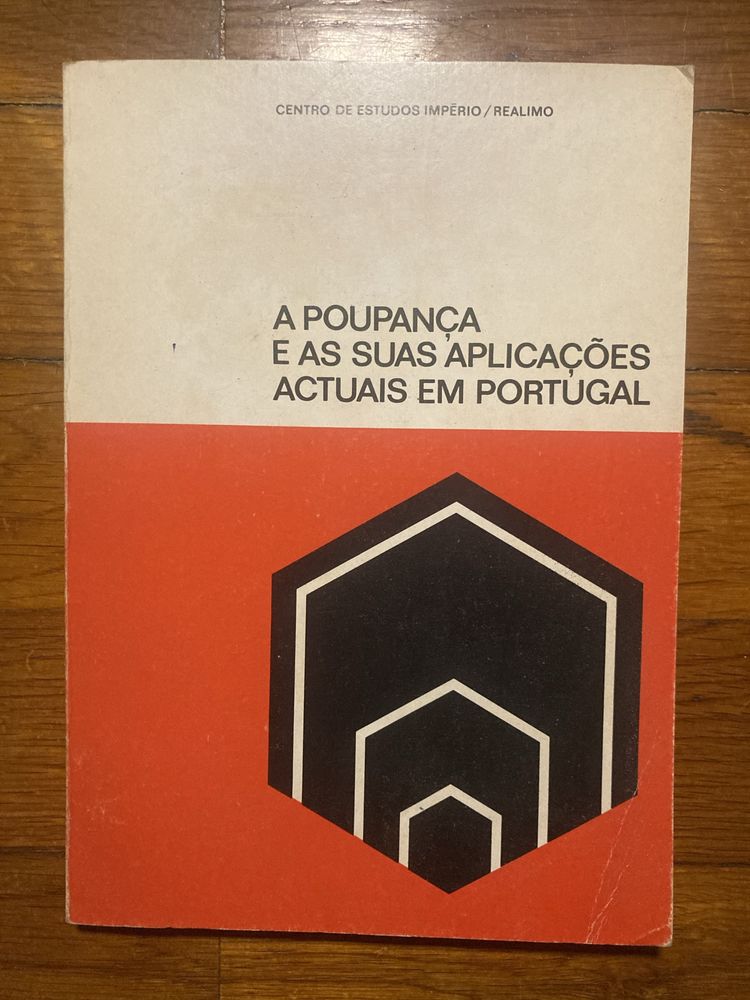 CENTRO DE ESTUDOS IMPÉRIO/REALIMO
A POUPANÇA
E AS SUAS APLICAÇÕES
ACTUAIS EM PORTUGAL